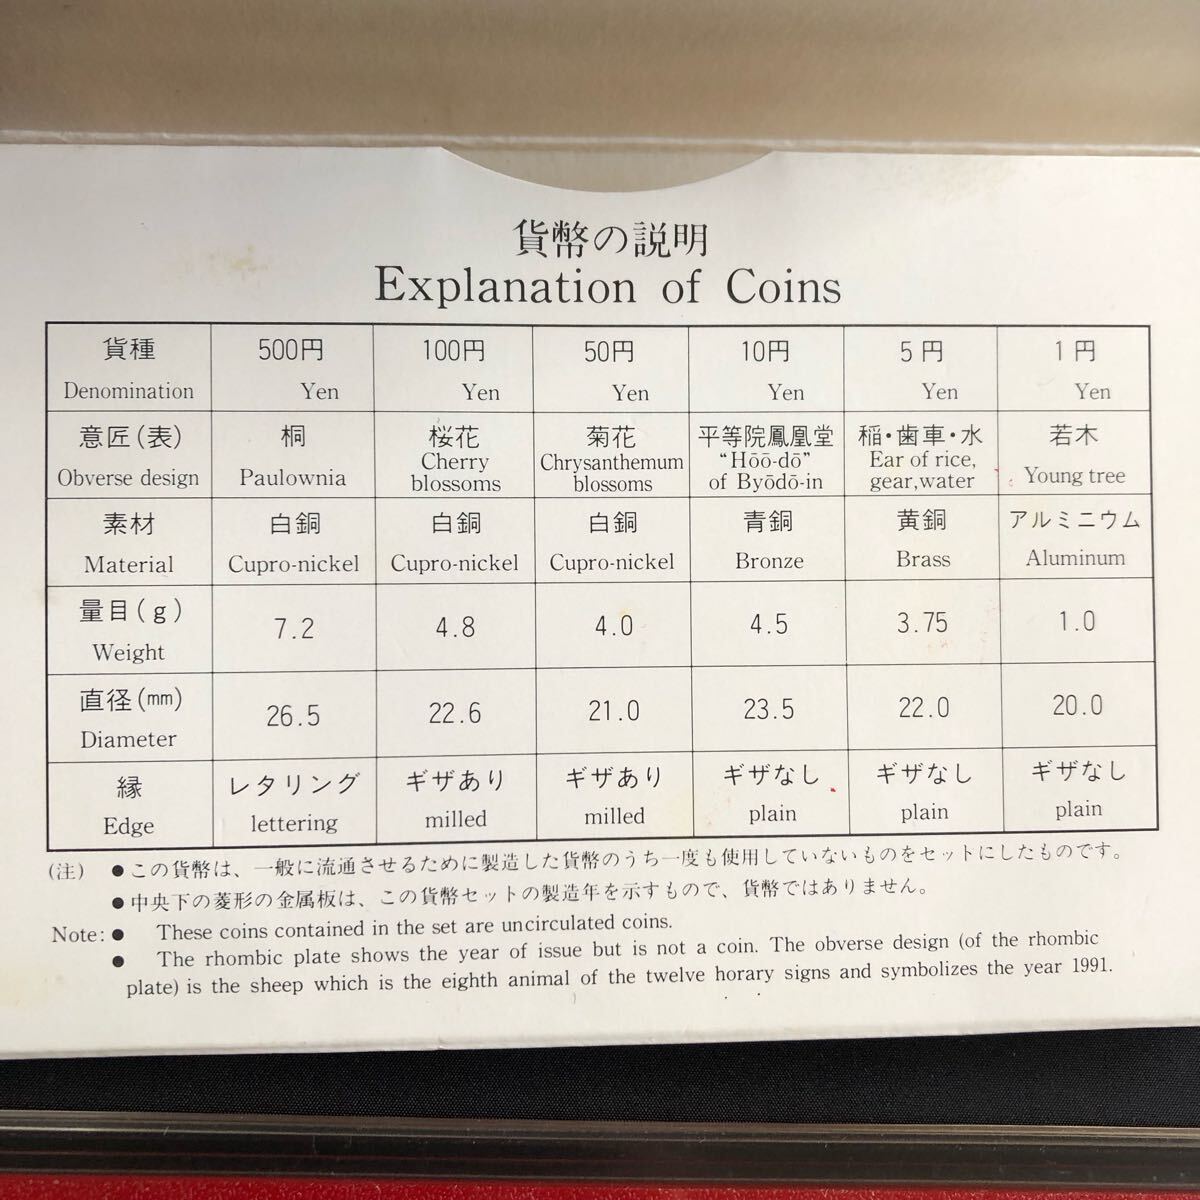 貨幣の説明
Explanation of Coins
貨種 500円 100円 50円 10円 5円 1円
Denomination Yen Yen Yen Yen Yen Yen
意匠(表) 桐 桜花 菊花 平等院鳳凰堂 稲・歯車・水 若木
Obverse design Paulownia Cherry blossoms Chrysanthemum blossoms “Hōō-dō” of Byōdō-in Ear of rice, gear,water Young tree
素材 白銅 白銅 白銅 青銅 黄銅 アルミニウム
Material Cupro-nickel Cupro-nickel Cupro-nickel Bronze Brass Aluminum
量目(g) 7.2 4.8 4.0 4.5 3.75 1.0
Weight
直径(㎜) 26.5 22.6 21.0 23.5 22.0 20.0
Diameter
縁 レタリング ギザあり ギザあり ギザなし ギザなし ギザなし
Edge lettering milled milled plain plain plain
(注) ●この貨幣は、一般に流通させるために製造した貨幣のうち一度も使用していないものをセットにしたものです。
●中央下の菱形の金属板は、この貨幣セットの製造年を示すもので、貨幣ではありません。
Note: ● These coins contained in the set are uncirculated coins.
● The rhombic plate shows the year of issue but is not a coin. The obverse design (of the rhombic
plate) is the sheep which is the eighth animal of the twelve horary signs and symbolizes the year 1991.